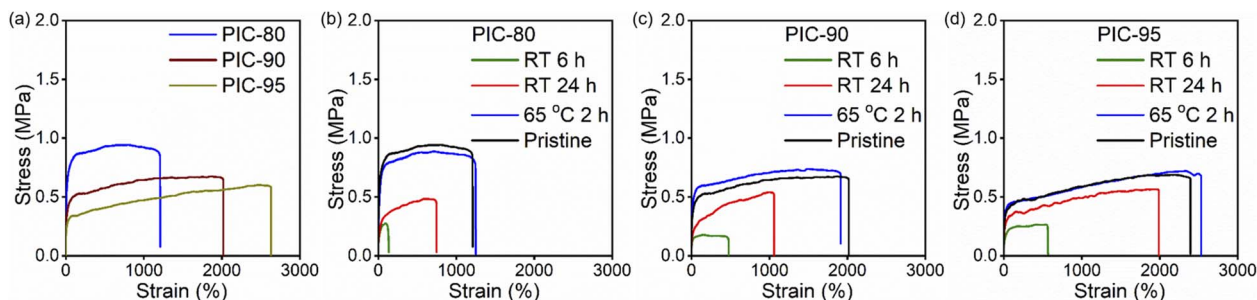 (a)
2.0
1.5
1.0
0.5
0.0
Stress (MPa)
PIC-80
PIC-90
PIC-95
0 1000 2000 3000
Strain (%)
(b)
2.0
1.5
1.0
0.5
0.0
Stress (MPa)
PIC-80
RT 6 h
RT 24 h
65 °C 2 h
Pristine
0 1000 2000 3000
Strain (%)
(c)
2.0
1.5
1.0
0.5
0.0
Stress (MPa)
PIC-90
RT 6 h
RT 24 h
65 °C 2 h
Pristine
0 1000 2000 3000
Strain (%)
(d)
2.0
1.5
1.0
0.5
0.0
Stress (MPa)
PIC-95
RT 6 h
RT 24 h
65 °C 2 h
Pristine
0 1000 2000 3000
Strain (%)